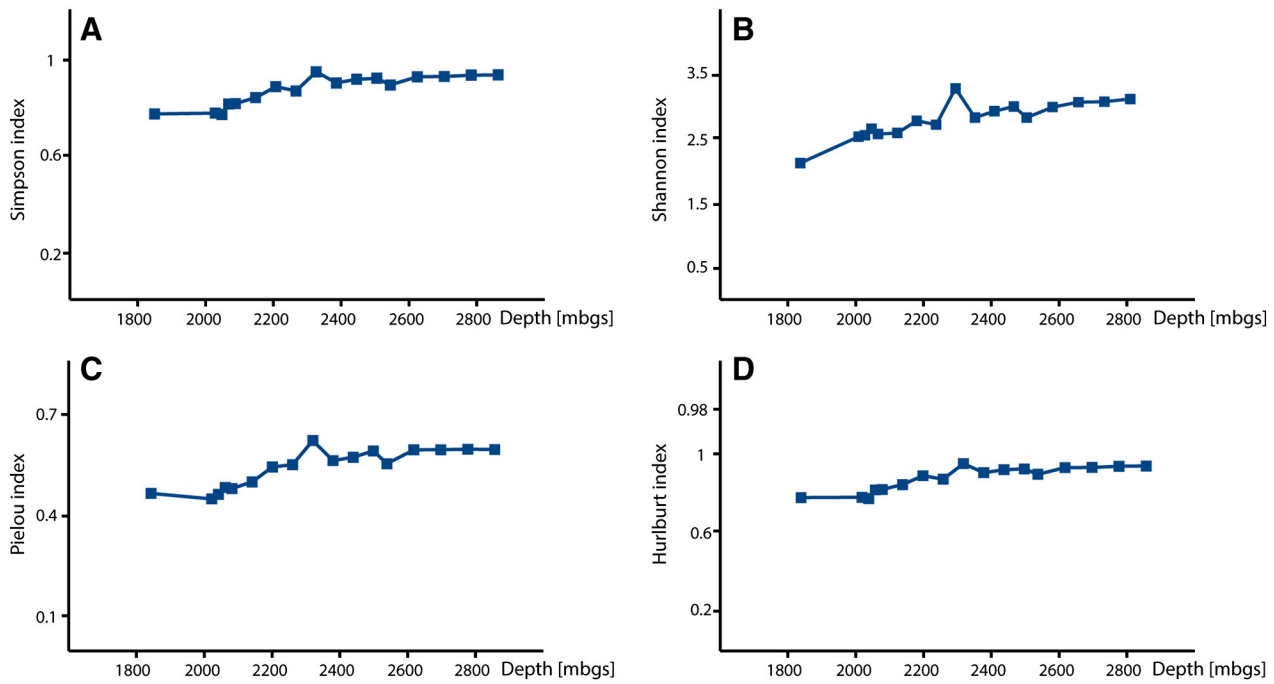 A
Simpson index
1
0.6
0.2
1800 2000 2200 2400 2600 2800 Depth [mbgs]
B
Shannon index
3.5
2.5
1.5
0.5
1800 2000 2200 2400 2600 2800 Depth [mbgs]
C
Pielou index
0.7
0.4
0.1
1800 2000 2200 2400 2600 2800 Depth [mbgs]
D
Hurlburt index
0.98
1
0.6
0.2
1800 2000 2200 2400 2600 2800 Depth [mbgs]